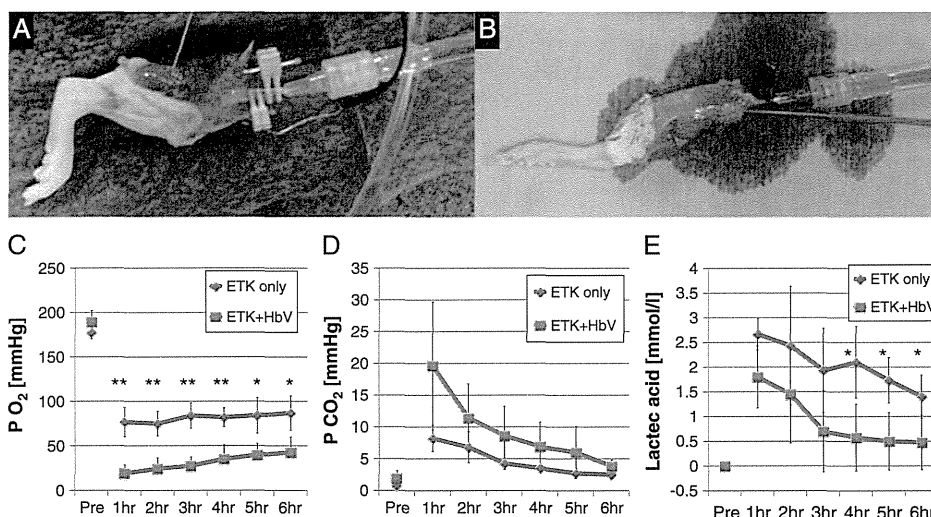 A
B
C
P O2 [mmHg]
250
200
150
100
50
0
ETK only
ETK+HbV
** ** ** ** * *
Pre 1hr 2hr 3hr 4hr 5hr 6hr
D
P CO2 [mmHg]
35
30
25
20
15
10
5
0
ETK only
ETK+HbV
Pre 1hr 2hr 3hr 4hr 5hr 6hr
E
Lactec acid [mmol/l]
4
3.5
3
2.5
2
1.5
1
0.5
0
-0.5
ETK only
ETK+HbV
* * *
Pre 1hr 2hr 3hr 4hr 5hr 6hr